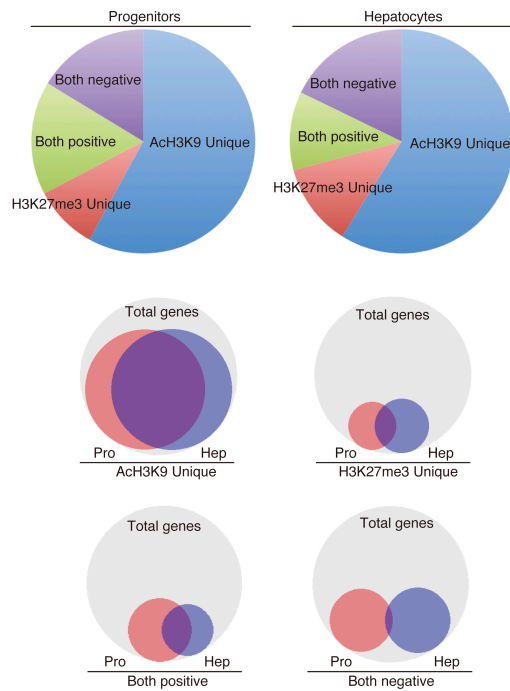 Progenitors
Hepatocytes
Both negative
AcH3K9 Unique
Both positive
H3K27me3 Unique
Both negative
AcH3K9 Unique
Both positive
H3K27me3 Unique
Total genes
Pro
Hep
AcH3K9 Unique
Total genes
Pro
Hep
H3K27me3 Unique
Total genes
Pro
Hep
Both positive
Total genes
Pro
Hep
Both negative